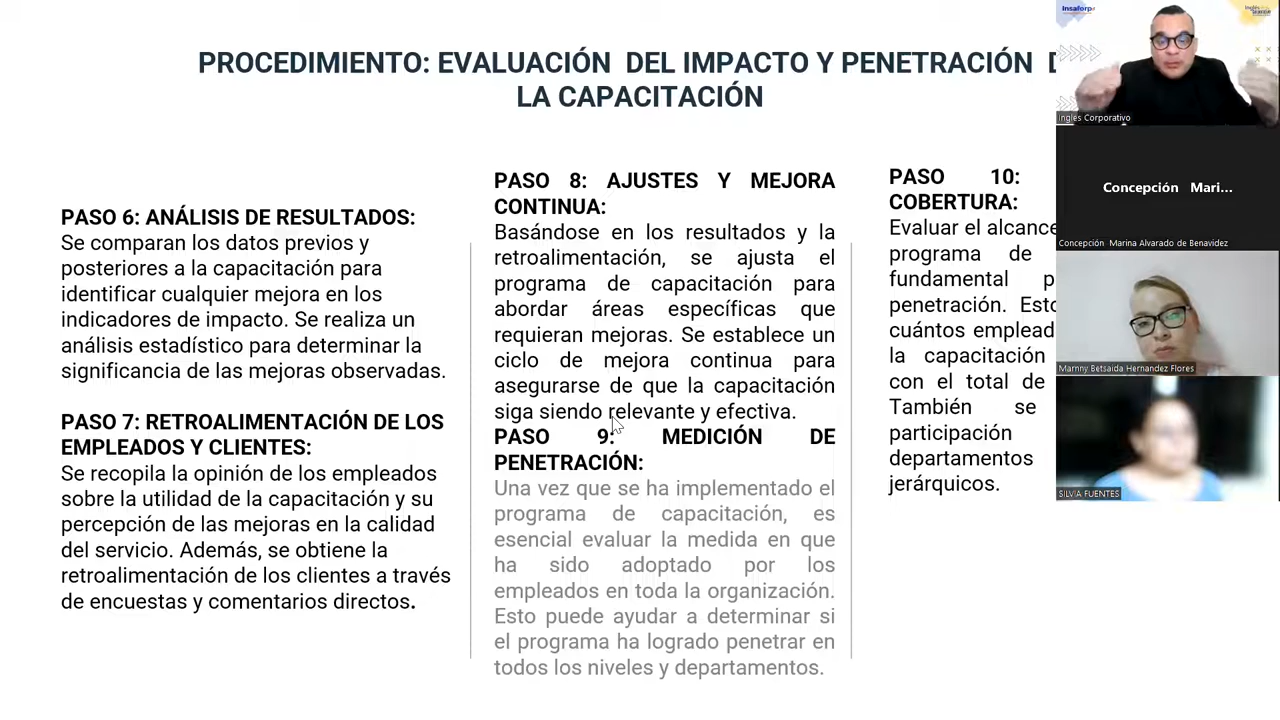 PROCEDIMIENTO: EVALUACIÓN DEL IMPACTO Y PENETRACIÓN
LA CAPACITACIÓN
PASO 6: ANÁLISIS DE RESULTADOS:
Se comparan los datos previos y
posteriores a la capacitación para
identificar cualquier mejora en los
indicadores de impacto. Se realiza un
análisis estadístico para determinar la
significancia de las mejoras observadas.
PASO 7: RETROALIMENTACIÓN DE LOS
EMPLEADOS Y CLIENTES:
Se recopila la opinión de los empleados
sobre la utilidad de la capacitación y su
percepción de las mejoras en la calidad
del servicio. Además, se obtiene la
retroalimentación de los clientes a través
de encuestas y comentarios directos.
PASO 8: AJUSTES Y MEJORA
CONTINUA:
Basándose en los resultados y la
retroalimentación, se ajusta el
programa de capacitación para
abordar áreas específicas que
requieran mejoras. Se establece un
ciclo de mejora continua para
asegurarse de que la capacitación
siga siendo relevante y efectiva.
PASO 9: MEDICIÓN DE
PENETRACIÓN:
Una vez que se ha implementado el
programa de capacitación, es
esencial evaluar la medida en que
ha sido adoptado por los
empleados en toda la organización.
Esto puede ayudar a determinar si
el programa ha logrado penetrar en
todos los niveles y departamentos.
PASO 10:
COBERTURA:
Evaluar el alcance
programa de
fundamental p
penetración. Esto
cuántos emplead
la capacitación
con el total de
También se
participación
departamentos
jerárquicos.
Insaforp
Inglés Corporativo
Concepción Mari...
Concepción Marina Alvarado de Benavidez
Marnny Betsaida Hernandez Flores
SILVIA FUENTES